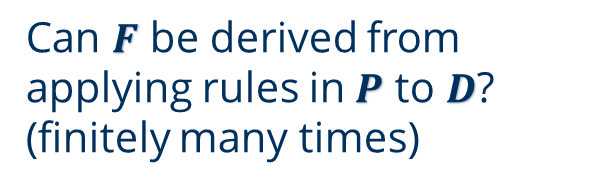 Can F be derived from
applying rules in P to D?
(finitely many times)